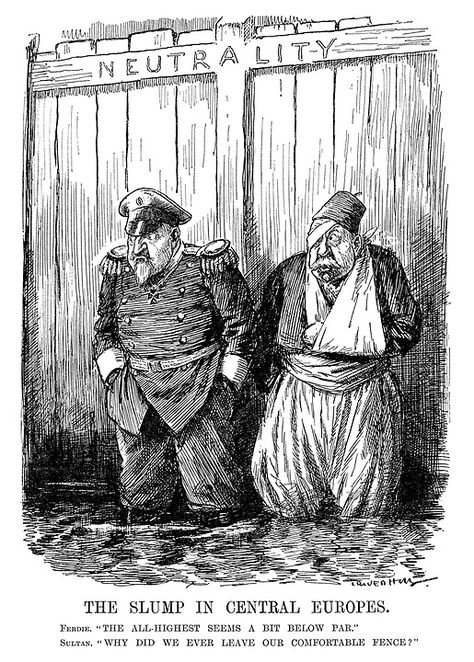 NEUTRALITY
THE SLUMP IN CENTRAL EUROPES.
FERDIE. "THE ALL-HIGHEST SEEMS A BIT BELOW PAR."
SULTAN. "WHY DID WE EVER LEAVE OUR COMFORTABLE FENCE?"